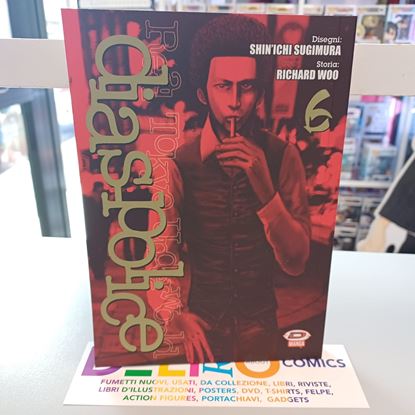 Disegni:
SHIN'ICHI SUGIMURA
Storia:
RICHARD WOO
6
diaspolice
MANGA
COMICS
FUMETTI NUOVI, USATI, DA COLLEZIONE, LIBRI, RIVISTE,
LIBRI D'ILLUSTRAZIONI, POSTERS, DVD, T-SHIRTS, FELPE,
ACTION FIGURES, PORTACHIAVI, GADGETS